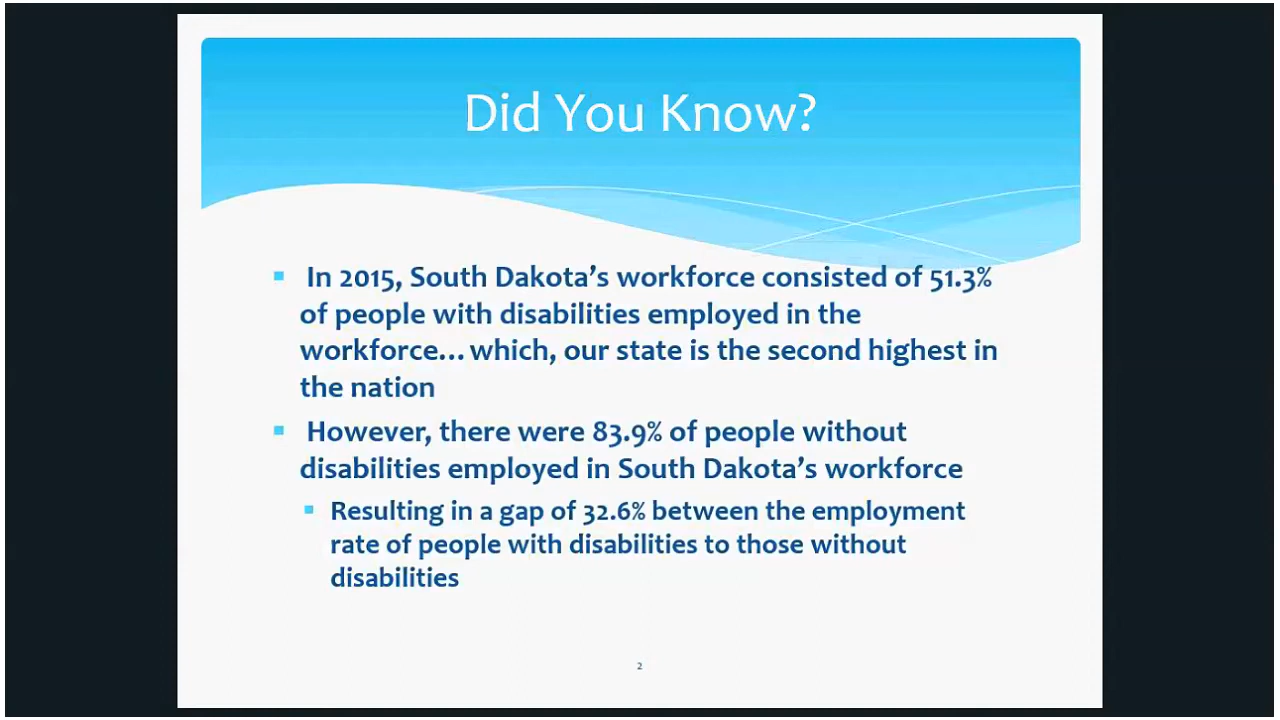 Did You Know?
In 2015, South Dakota’s workforce consisted of 51.3%
of people with disabilities employed in the
workforce…which, our state is the second highest in
the nation
However, there were 83.9% of people without
disabilities employed in South Dakota’s workforce
Resulting in a gap of 32.6% between the employment
rate of people with disabilities to those without
disabilities
2